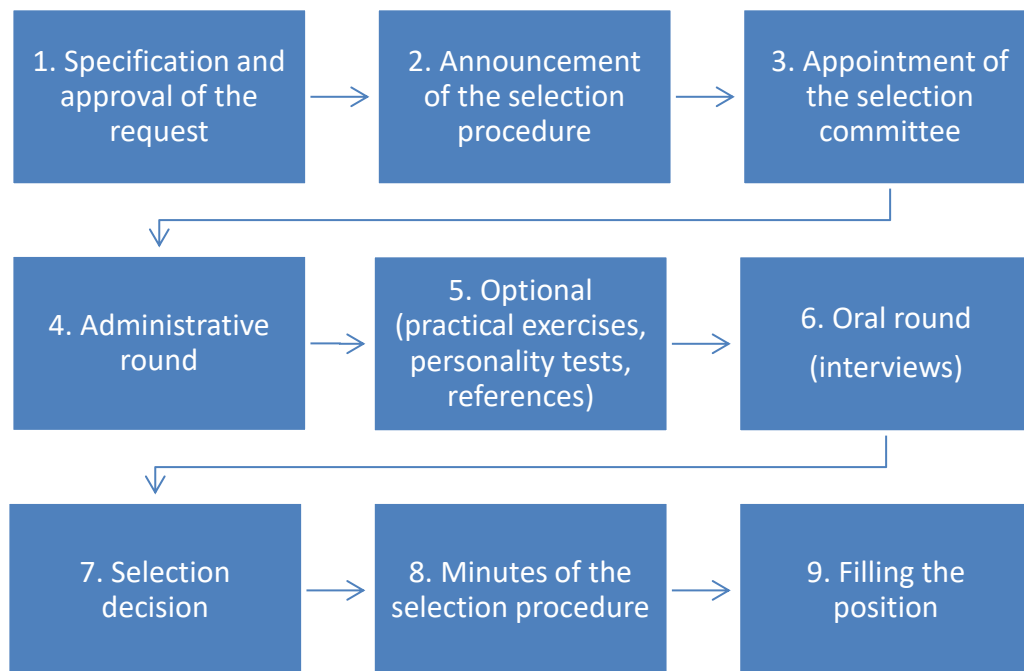 1. Specification and
approval of the
request
2. Announcement
of the selection
procedure
3. Appointment of
the selection
committee
4. Administrative
round
5. Optional
(practical exercises,
personality tests,
references)
6. Oral round
(interviews)
7. Selection
decision
8. Minutes of the
selection procedure
9. Filling the
position